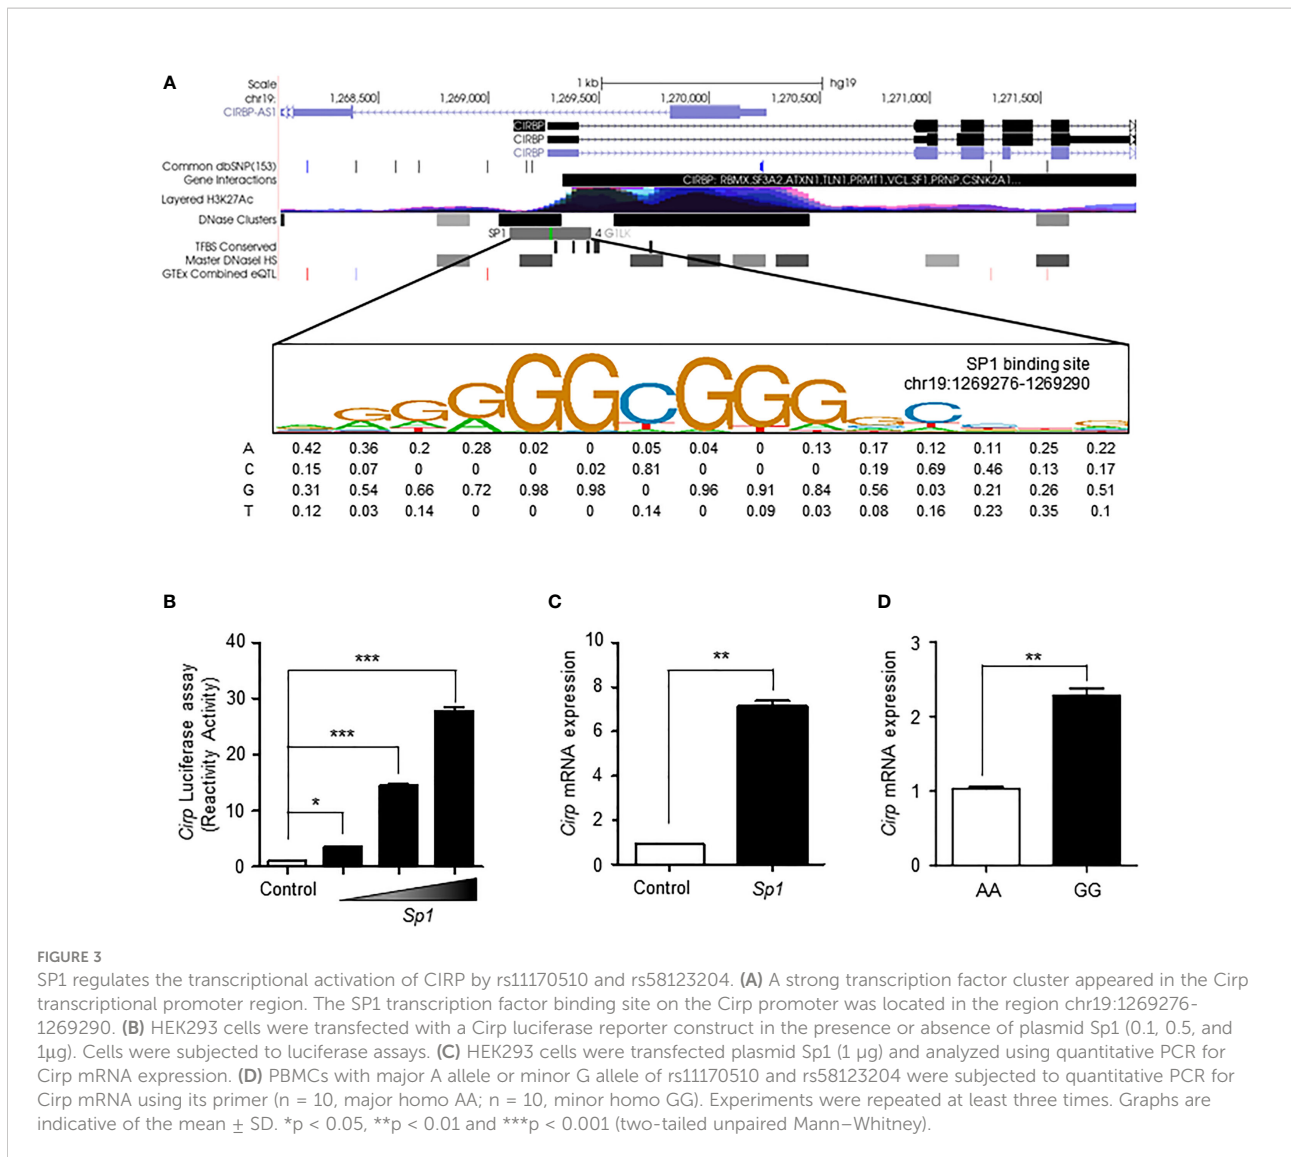 A
Scale
1 kb
hg19
chr19:
1,268,500
1,269,000
1,269,500
1,270,000
1,270,500
1,271,000
1,271,500
CIRBP-AS1
CIRBP
CIRBP
CIRBP
Common dbSNP(153)
Gene Interactions
CIRBP: RBMX,SF3A2,ATXN1,TLN1,PRMT1,VCL,SF1,PRNP,CSNK2A1...
Layered H3K27Ac
DNase Clusters
SP1
4 GTLK
TFBS Conserved
Master DNaseI HS
GTEx Combined eQTL
SP1 binding site
chr19:1269276-1269290
A 0.42 0.36 0.2 0.28 0.02 0 0.05 0.04 0 0.13 0.17 0.12 0.11 0.25 0.22
C 0.15 0.07 0 0 0 0.02 0.81 0 0 0 0.19 0.69 0.46 0.13 0.17
G 0.31 0.54 0.66 0.72 0.98 0.98 0 0.96 0.91 0.84 0.56 0.03 0.21 0.26 0.51
T 0.12 0.03 0.14 0 0 0 0.14 0 0.09 0.03 0.08 0.16 0.23 0.35 0.1
B
Cirp Luciferase assay
(Reactivity Activity)
40
30
20
10
0
***
***
*
Control
Sp1
C
Cirp mRNA expression
10
8
6
4
2
0
**
Control
Sp1
D
Cirp mRNA expression
3
2
1
0
**
AA
GG
FIGURE 3
SP1 regulates the transcriptional activation of CIRP by rs11170510 and rs58123204. (A) A strong transcription factor cluster appeared in the Cirp
transcriptional promoter region. The SP1 transcription factor binding site on the Cirp promoter was located in the region chr19:1269276-
1269290. (B) HEK293 cells were transfected with a Cirp luciferase reporter construct in the presence or absence of plasmid Sp1 (0.1, 0.5, and
1μg). Cells were subjected to luciferase assays. (C) HEK293 cells were transfected plasmid Sp1 (1 μg) and analyzed using quantitative PCR for
Cirp mRNA expression. (D) PBMCs with major A allele or minor G allele of rs11170510 and rs58123204 were subjected to quantitative PCR for
Cirp mRNA using its primer (n = 10, major homo AA; n = 10, minor homo GG). Experiments were repeated at least three times. Graphs are
indicative of the mean ± SD. *p < 0.05, **p < 0.01 and ***p < 0.001 (two-tailed unpaired Mann–Whitney).